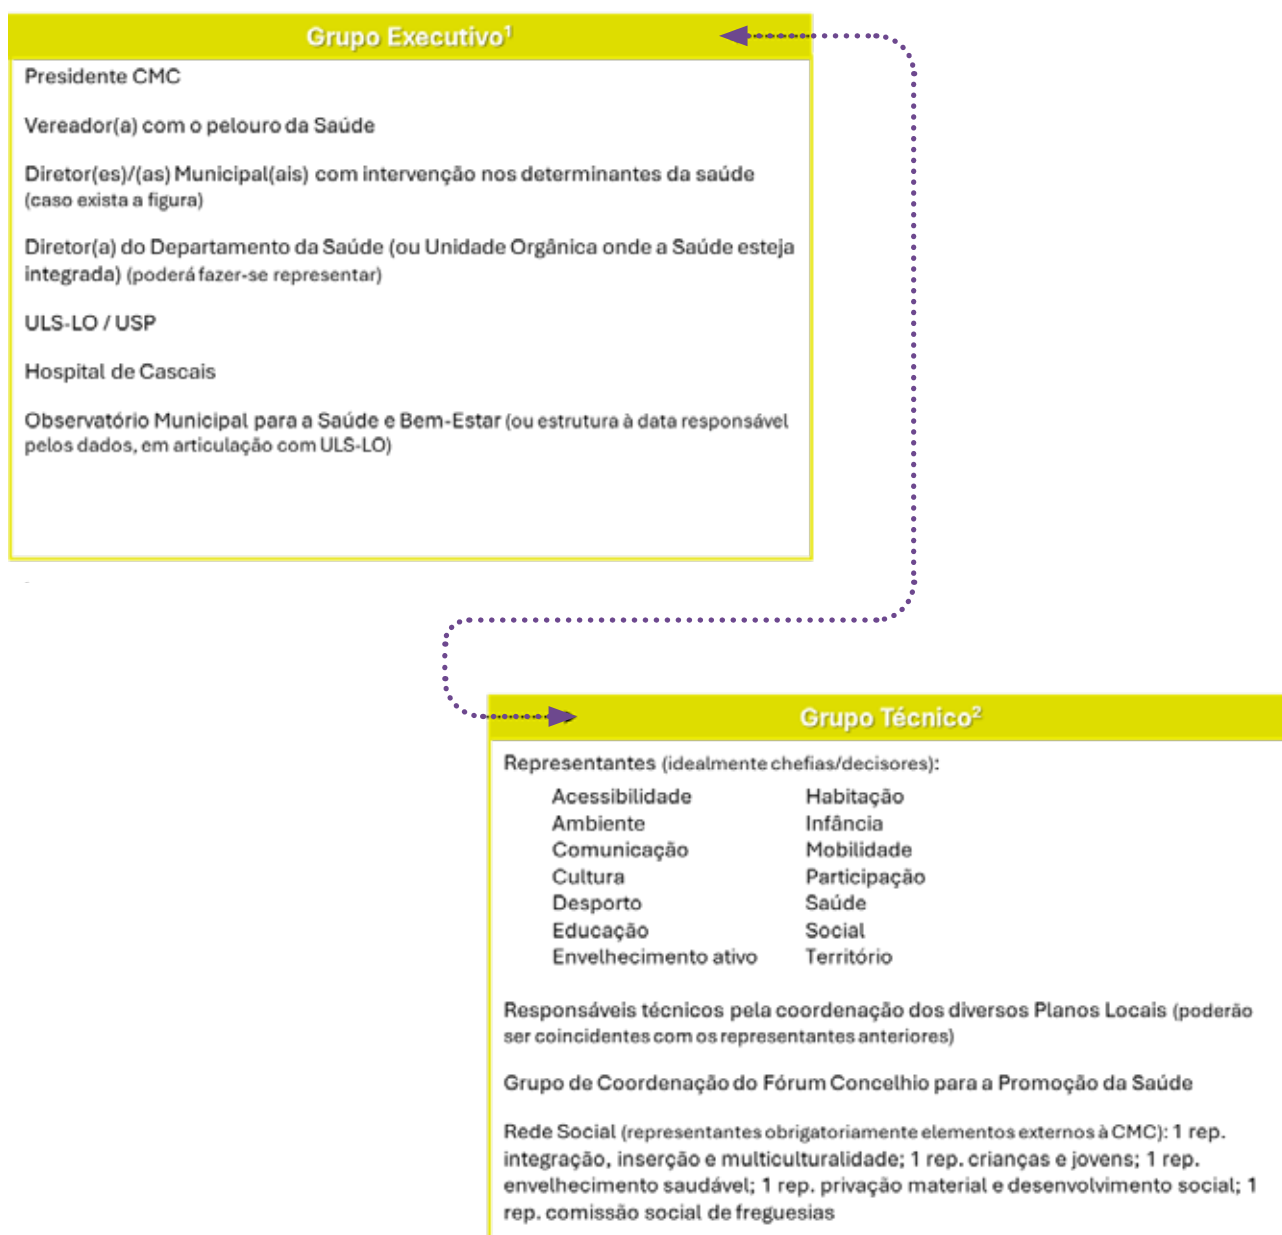 Grupo Executivo¹
Presidente CMC
Vereador(a) com o pelouro da Saúde
Diretor(es)/(as) Municipal(ais) com intervenção nos determinantes da saúde
(caso exista a figura)
Diretor(a) do Departamento da Saúde (ou Unidade Orgânica onde a Saúde esteja
integrada) (poderá fazer-se representar)
ULS-LO / USP
Hospital de Cascais
Observatório Municipal para a Saúde e Bem-Estar (ou estrutura à data responsável
pelos dados, em articulação com ULS-LO)
Grupo Técnico²
Representantes (idealmente chefias/decisores):
Acessibilidade
Ambiente
Comunicação
Cultura
Desporto
Educação
Envelhecimento ativo
Habitação
Infância
Mobilidade
Participação
Saúde
Social
Território
Responsáveis técnicos pela coordenação dos diversos Planos Locais (poderão
ser coincidentes com os representantes anteriores)
Grupo de Coordenação do Fórum Concelhio para a Promoção da Saúde
Rede Social (representantes obrigatoriamente elementos externos à CMC): 1 rep.
integração, inserção e multiculturalidade; 1 rep. crianças e jovens; 1 rep.
envelhecimento saudável; 1 rep. privação material e desenvolvimento social; 1
rep. comissão social de freguesias